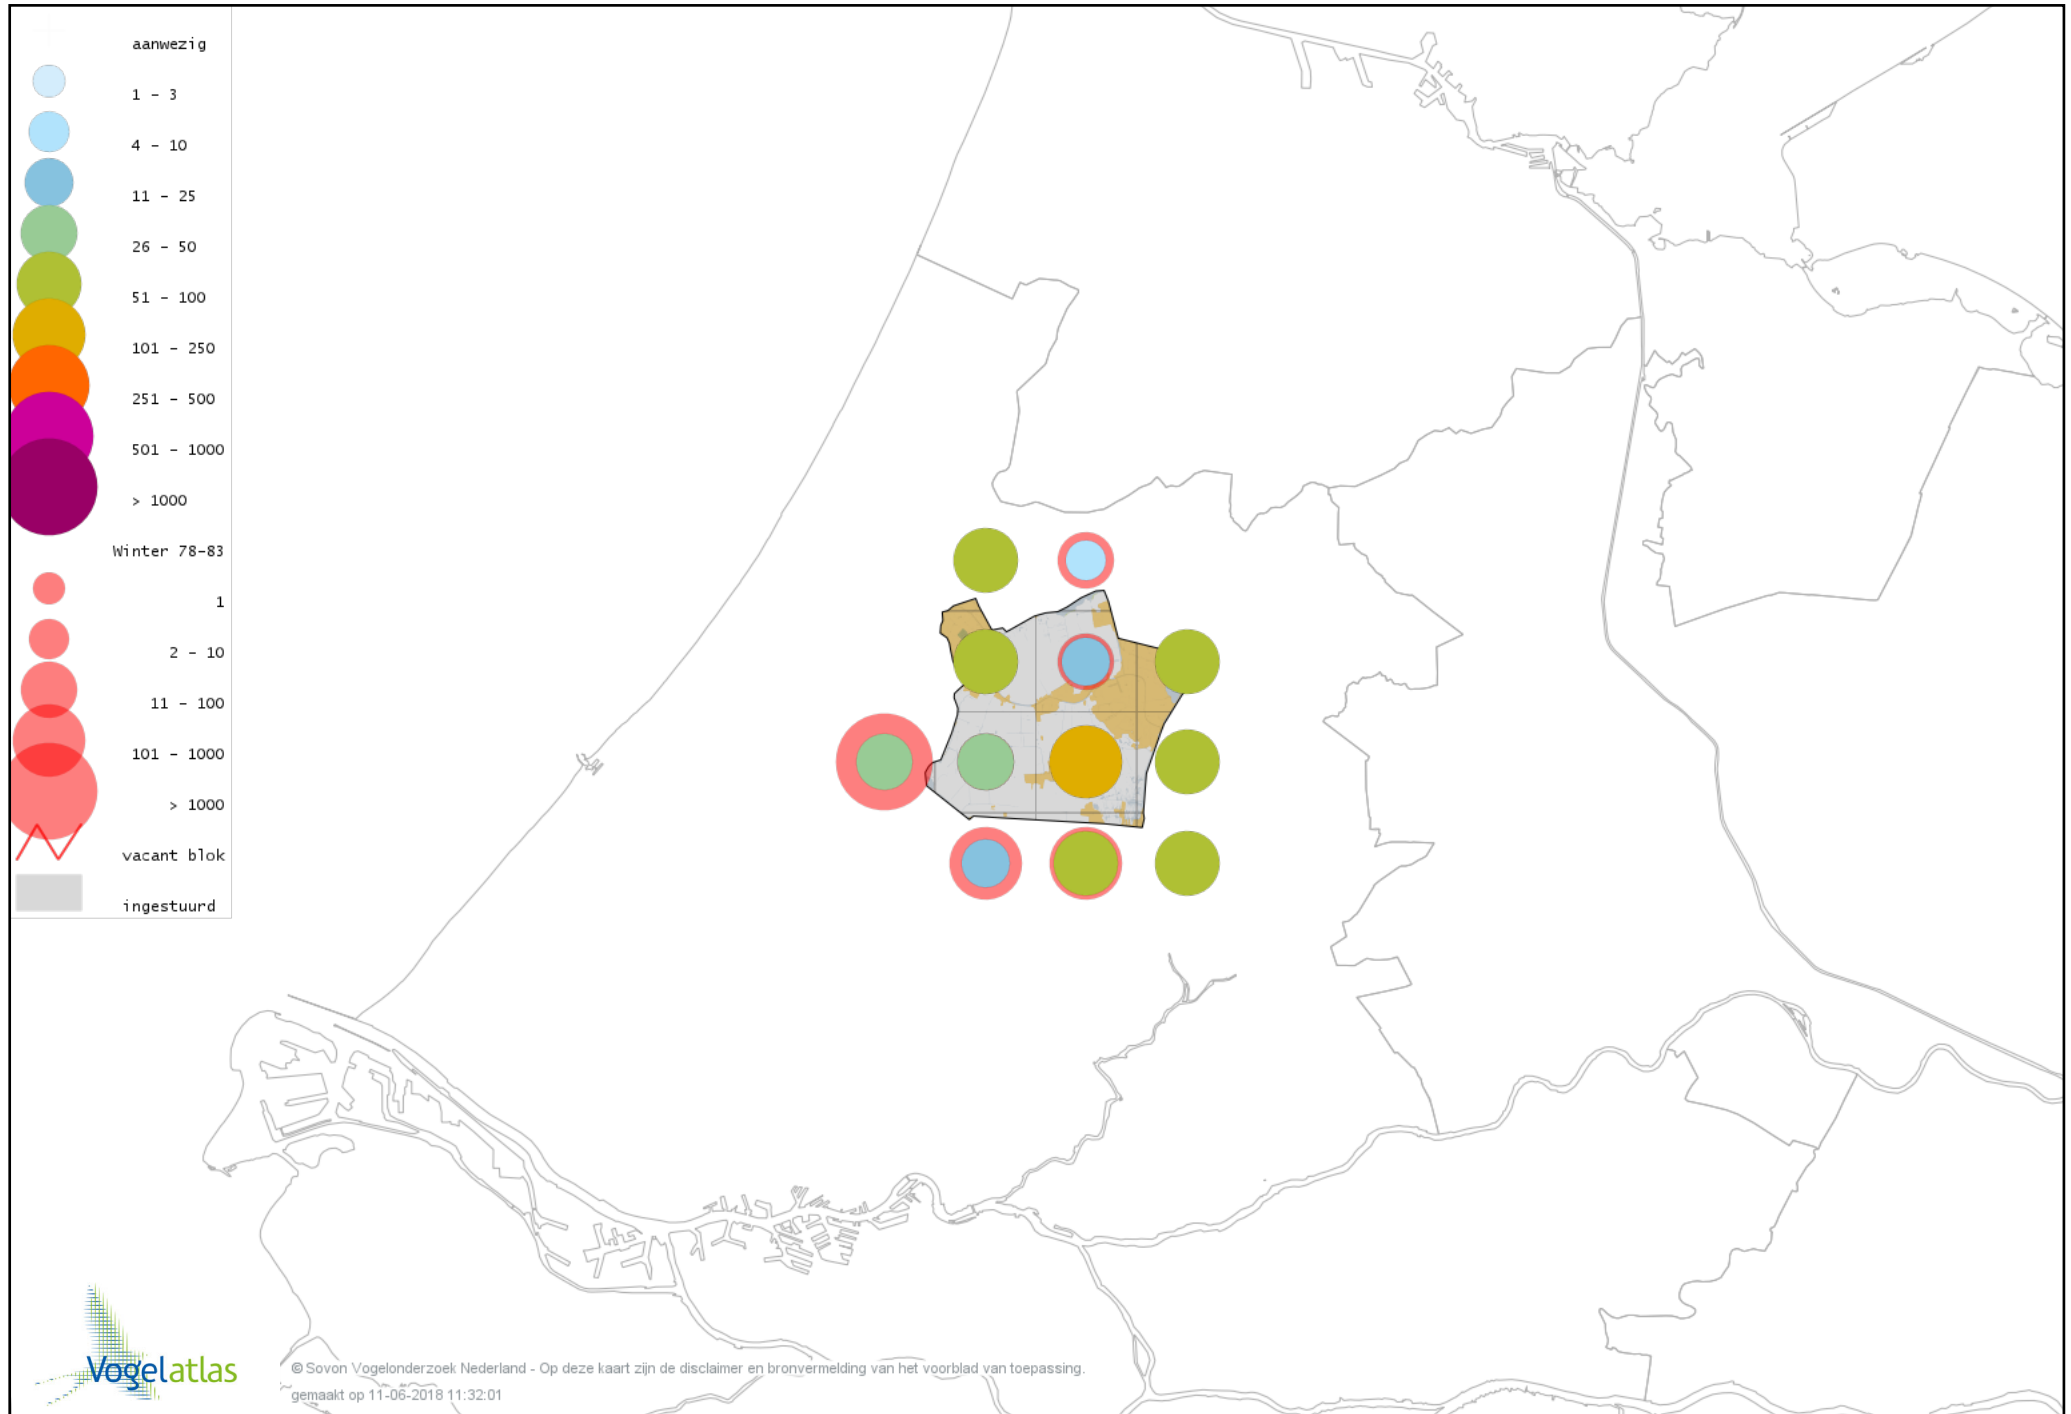 aanwezig
1 – 3
4 – 10
11 – 25
26 – 50
51 – 100
101 – 250
251 – 500
501 – 1000
> 1000
Winter 78-83
1
2 – 10
11 – 100
101 – 1000
> 1000
vacant blok
ingestuurd
Vogelatlas
© Sovon Vogelonderzoek Nederland - Op deze kaart zijn de disclaimer en bronvermelding van het voorblad van toepassing.
gemaakt op 11-06-2018 11:32:01